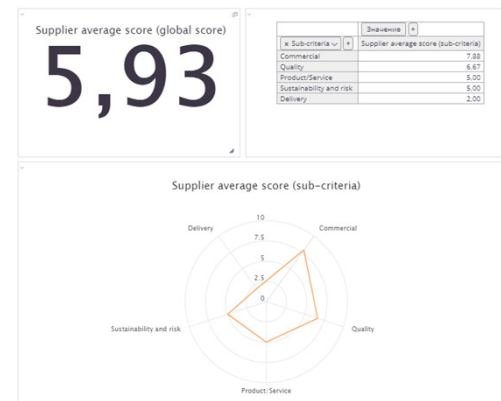 Supplier average score (global score)
5,93
Значение +
Sub-criteria + Supplier average score (sub-criteria)
Commercial 7,88
Quality 6,67
Product/Service 5,00
Sustainability and risk 5,00
Delivery 2,00
Supplier average score (sub-criteria)
10
Delivery Commercial
7.5
5
2.5
0
Sustainability and risk Quality
Product/Service